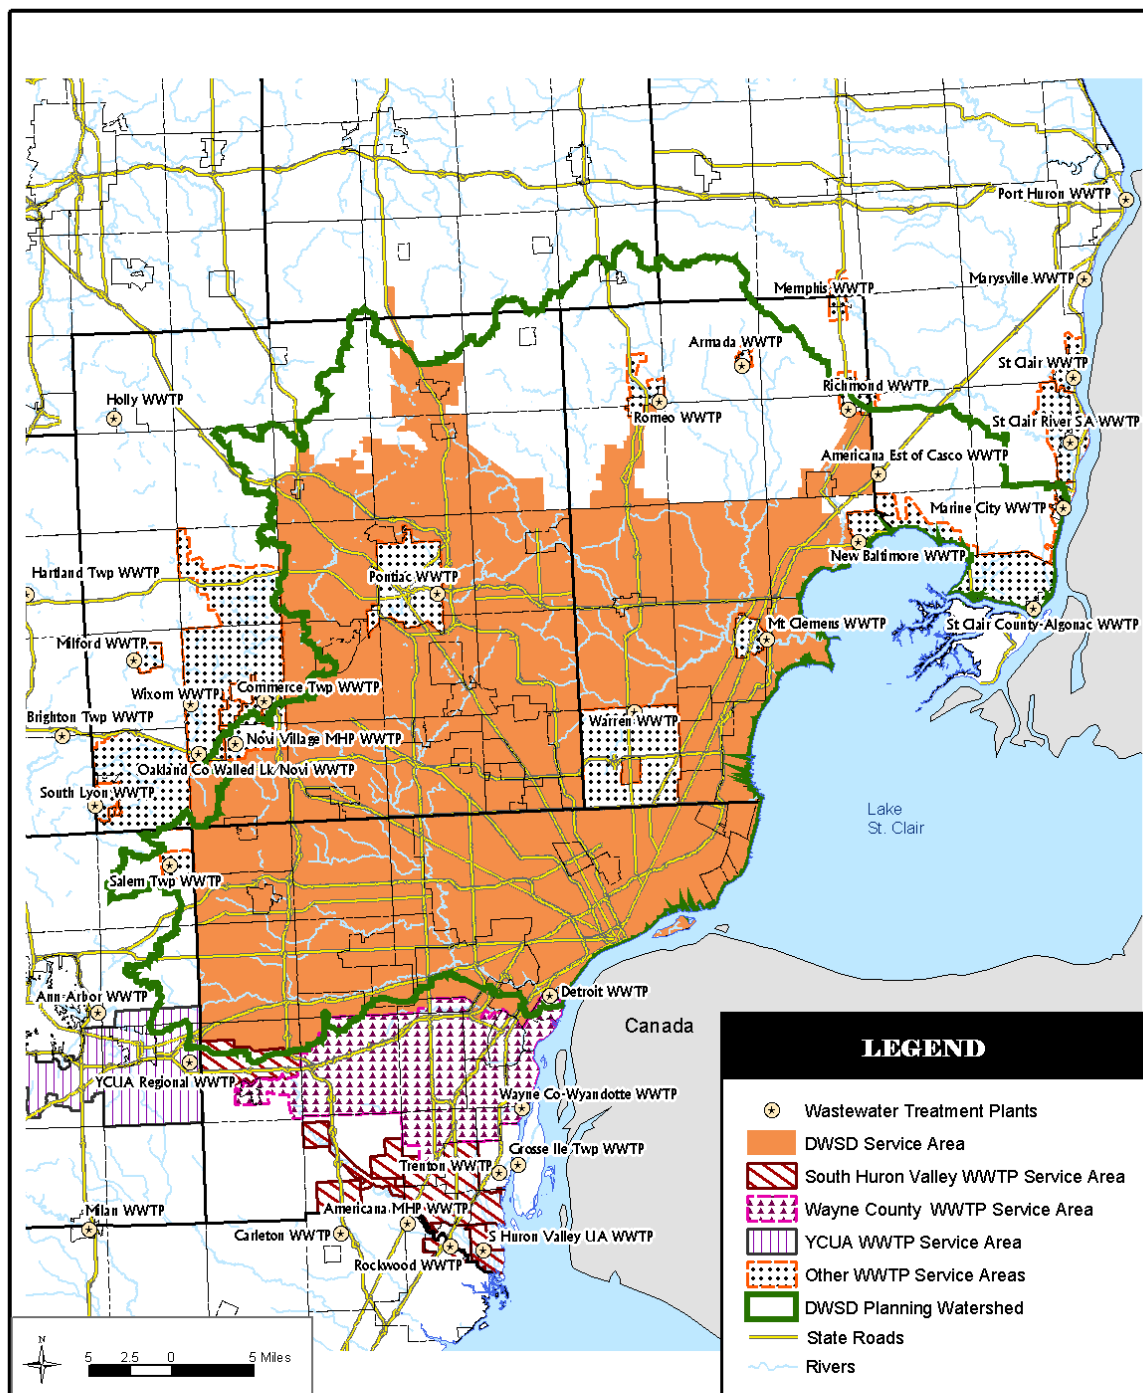 Port Huron WWTP
Marysville WWTP
Memphis WWTP
Armada WWTP
St Clair WWTP
Holly WWTP
Richmond WWTP
Romeo WWTP
St Clair River SA WWTP
Americana Est of Casco WWTP
Marine City WWTP
New Baltimore WWTP
Hartland Twp WWTP
Pontiac WWTP
Mt Clemens WWTP
St Clair County-Algonac WWTP
Milford WWTP
Commerce Twp WWTP
Wixom WWTP
Brighton Twp WWTP
Warren WWTP
Novi Village MHP WWTP
Oakland Co Walled Lk/Novi WWTP
South Lyon WWTP
Lake
St. Clair
Salem Twp WWTP
Ann Arbor WWTP
Detroit WWTP
Canada
YCUA Regional WWTP
Wayne Co-Wyandotte WWTP
Grosse Ile Twp WWTP
Trenton WWTP
Milan WWTP
Americana MHP WWTP
Carleton WWTP
S Huron Valley UA WWTP
Rockwood WWTP
LEGEND
Wastewater Treatment Plants
DWSD Service Area
South Huron Valley WWTP Service Area
Wayne County WWTP Service Area
YCUA WWTP Service Area
Other WWTP Service Areas
DWSD Planning Watershed
State Roads
Rivers
N
5 2.5 0 5 Miles